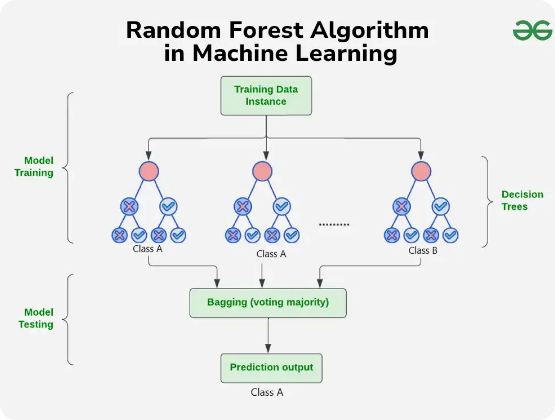 Random Forest Algorithm
in Machine Learning
Training Data
Instance
Model
Training
Decision
Trees
.........
Class A
Class A
Class B
Model
Testing
Bagging (voting majority)
Prediction output
Class A